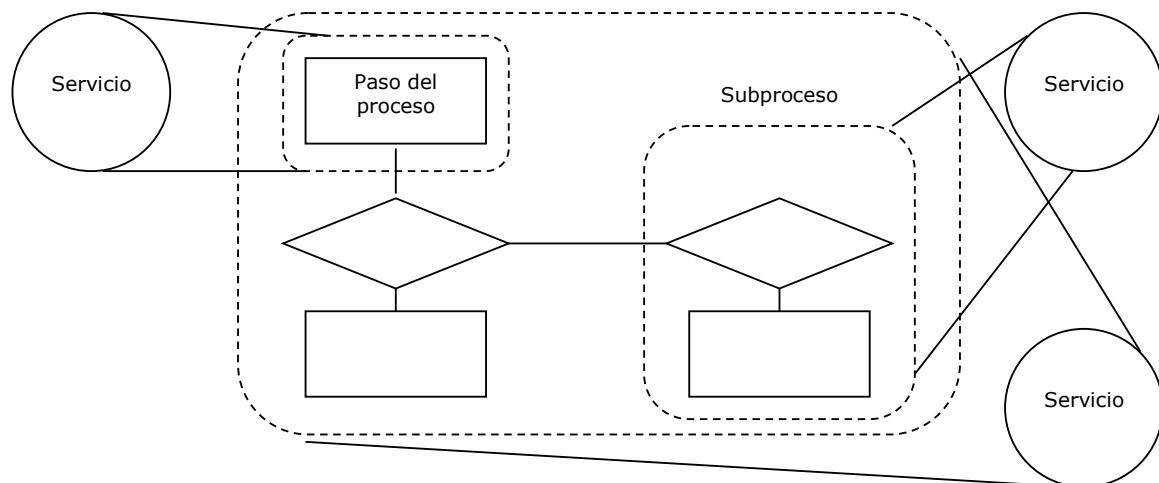 Servicio
Paso del
proceso
Subproceso
Servicio
Servicio